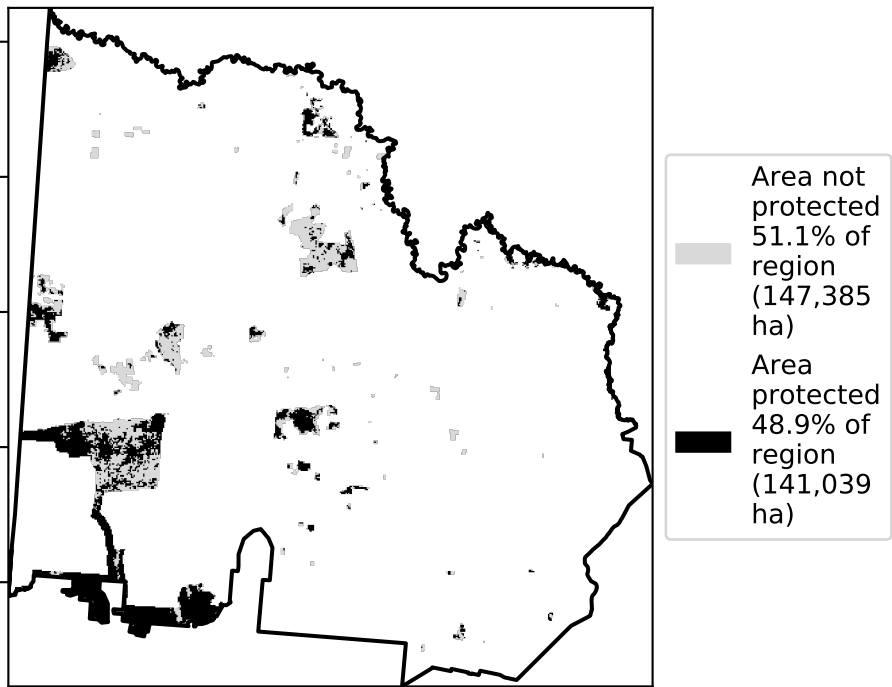 Area not
protected
51.1% of
region
(147,385
ha)
Area
protected
48.9% of
region
(141,039
ha)